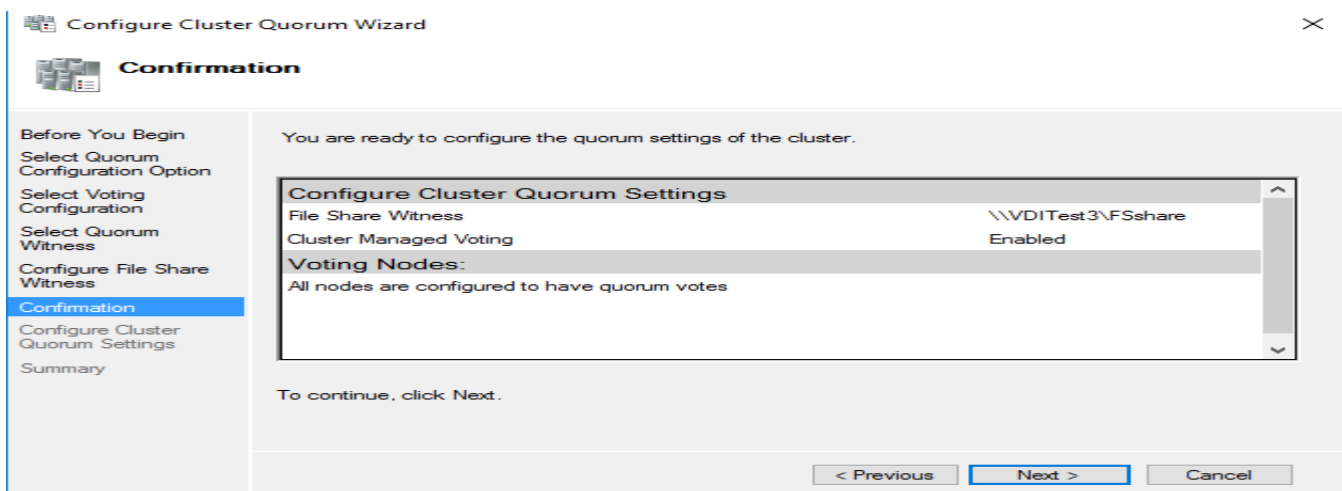 Configure Cluster Quorum Wizard
Confirmation
Before You Begin
Select Quorum
Configuration Option
Select Voting
Configuration
Select Quorum
Witness
Configure File Share
Witness
Confirmation
Configure Cluster
Quorum Settings
Summary
You are ready to configure the quorum settings of the cluster.
Configure Cluster Quorum Settings
File Share Witness \\VDITest3\FSshare
Cluster Managed Voting Enabled
Voting Nodes:
All nodes are configured to have quorum votes
To continue, click Next.
< Previous Next > Cancel